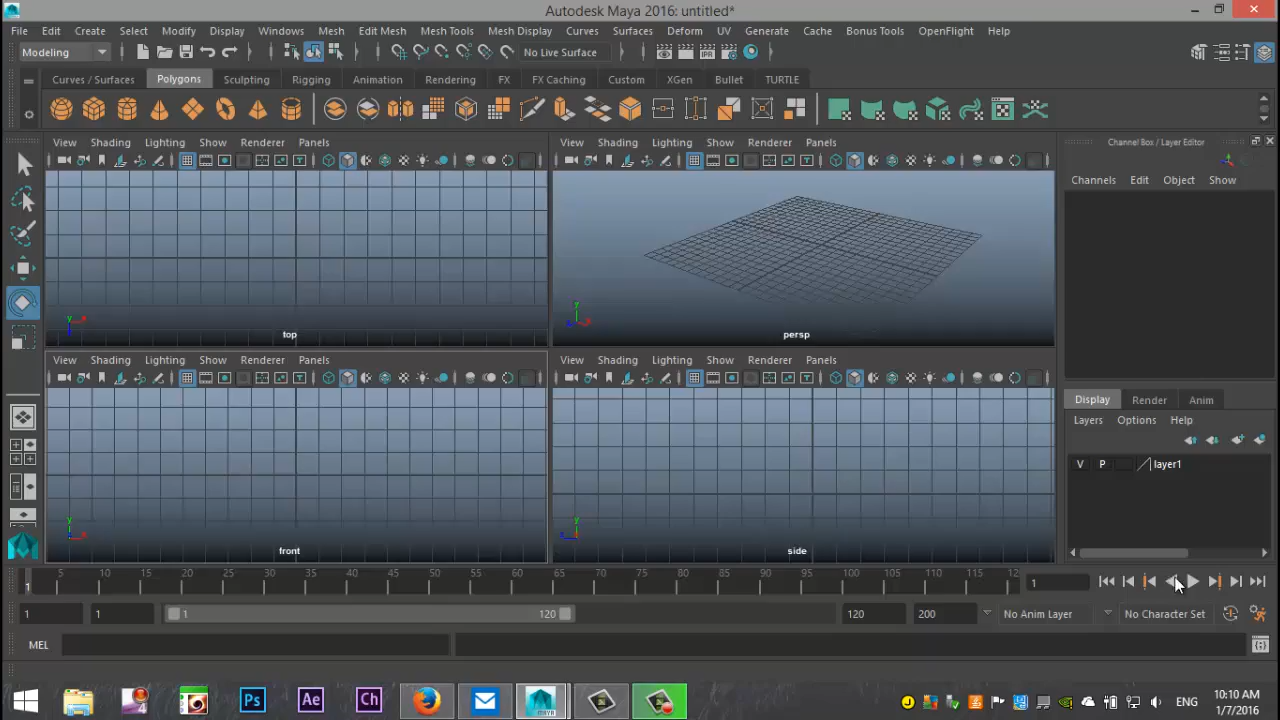 Autodesk Maya 2016: untitled*
File Edit Create Select Modify Display Windows Mesh Edit Mesh Mesh Tools Mesh Display Curves Surfaces Deform UV Generate Cache Bonus Tools OpenFlight Help
Modeling No Live Surface
Curves / Surfaces Polygons Sculpting Rigging Animation Rendering FX FX Caching Custom XGen Bullet TURTLE
View Shading Lighting Show Renderer Panels
View Shading Lighting Show Renderer Panels
Channel Box / Layer Editor
Channels Edit Object Show
top
persp
View Shading Lighting Show Renderer Panels
View Shading Lighting Show Renderer Panels
Display Render Anim
Layers Options Help
V P layer1
front
side
1 5 10 15 20 25 30 35 40 45 50 55 60 65 70 75 80 85 90 95 100 105 110 115 12 1
1 1 1 120 120 200 No Anim Layer No Character Set
MEL
Ps Ae Ch MAYA ENG
10:10 AM
1/7/2016